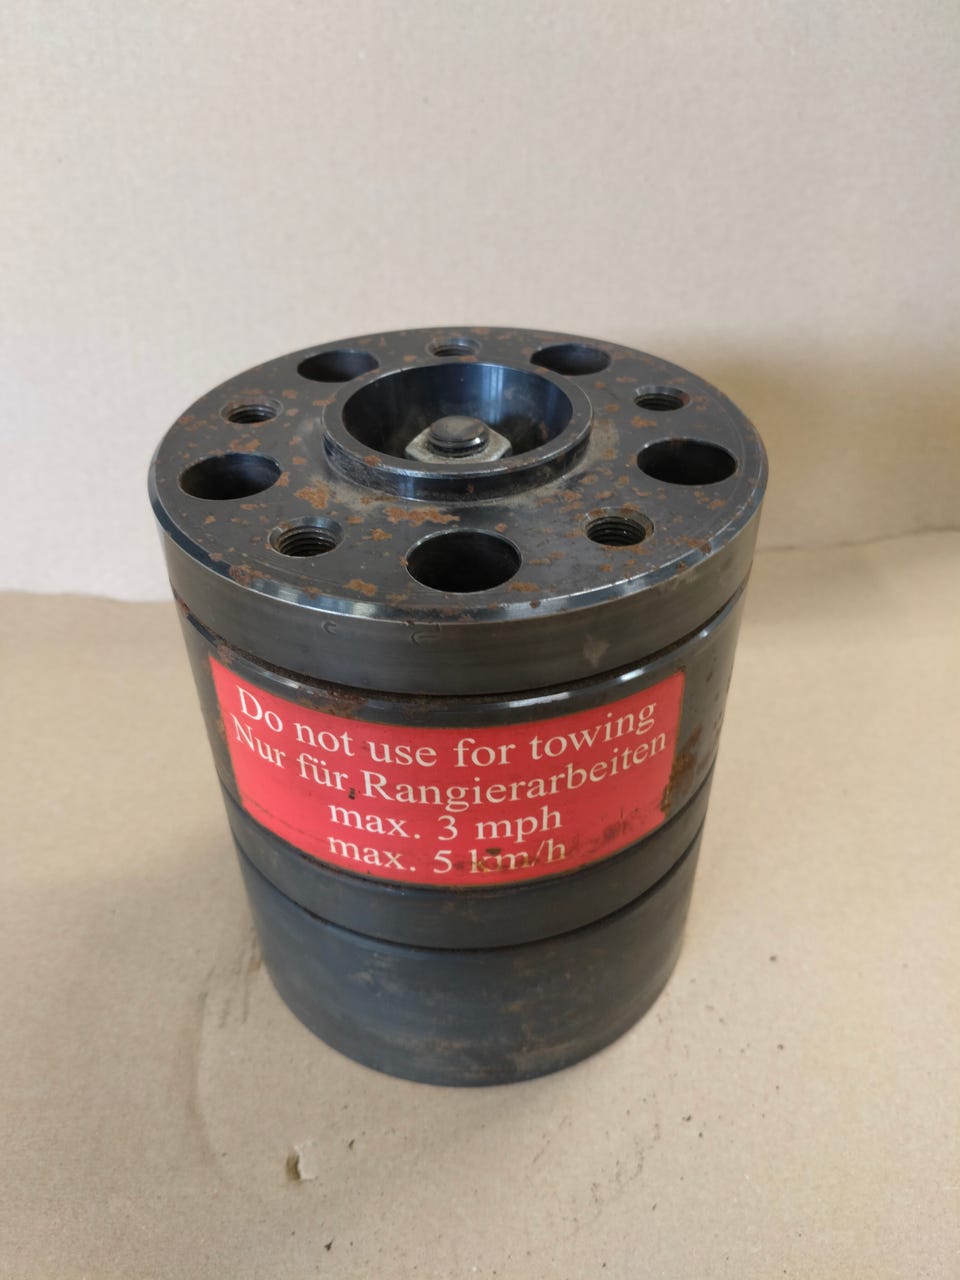 Do not use for towing
Nur für Rangierarbeiten
max. 3 mph
max. 5 km/h